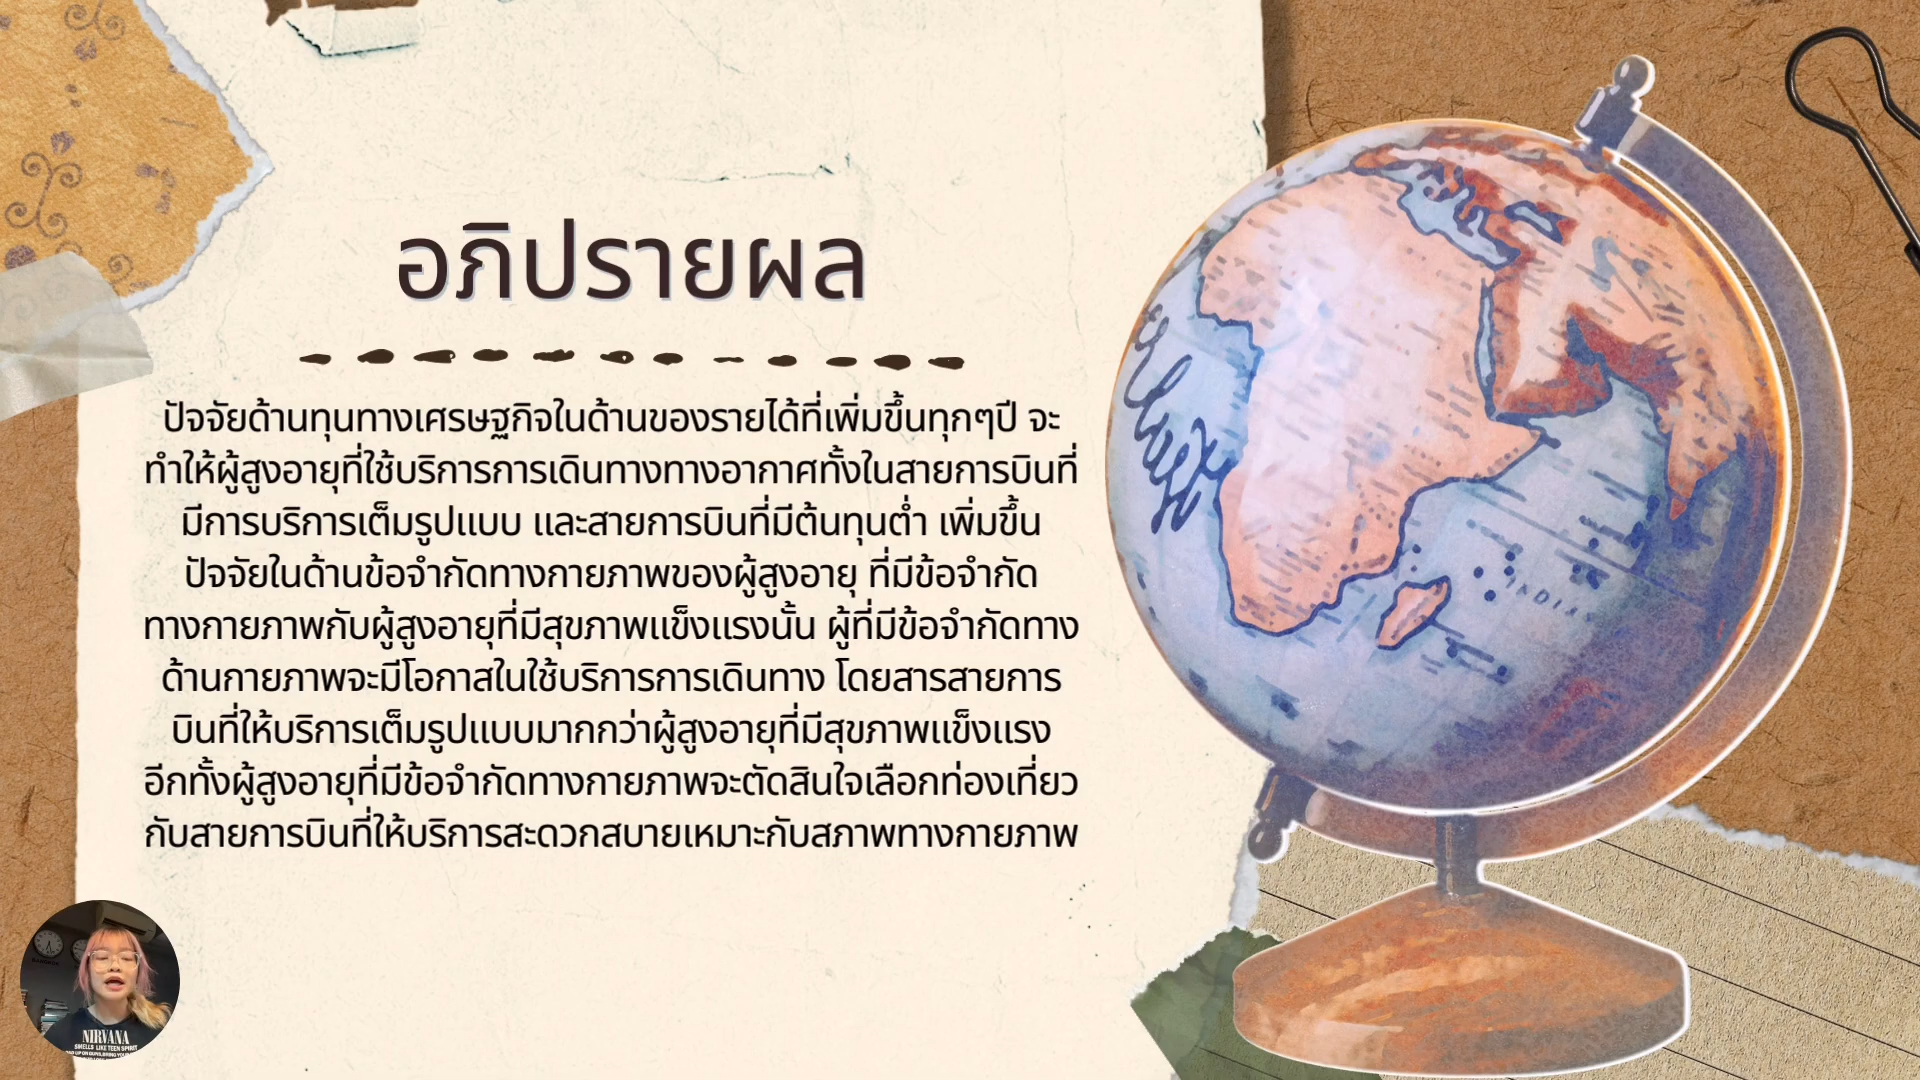 อภิปรายผล
ปัจจัยด้านทุนทางเศรษฐกิจในด้านของรายได้ที่เพิ่มขึ้นทุกๆปี จะ
ทำให้ผู้สูงอายุที่ใช้บริการการเดินทางทางอากาศทั้งในสายการบินที่
มีการบริการเต็มรูปแบบ และสายการบินที่มีต้นทุนต่ำ เพิ่มขึ้น
ปัจจัยในด้านข้อจำกัดทางกายภาพของผู้สูงอายุ ที่มีข้อจำกัด
ทางกายภาพกับผู้สูงอายุที่มีสุขภาพแข็งแรงนั้น ผู้ที่มีข้อจำกัดทาง
ด้านกายภาพจะมีโอกาสในใช้บริการการเดินทาง โดยสารสายการ
บินที่ให้บริการเต็มรูปแบบมากกว่าผู้สูงอายุที่มีสุขภาพแข็งแรง
อีกทั้งผู้สูงอายุที่มีข้อจำกัดทางกายภาพจะตัดสินใจเลือกท่องเที่ยว
กับสายการบินที่ให้บริการสะดวกสบายเหมาะกับสภาพทางกายภาพ
INDIAN
NIRVANA
SMELLS LIKE TEEN SPIRIT